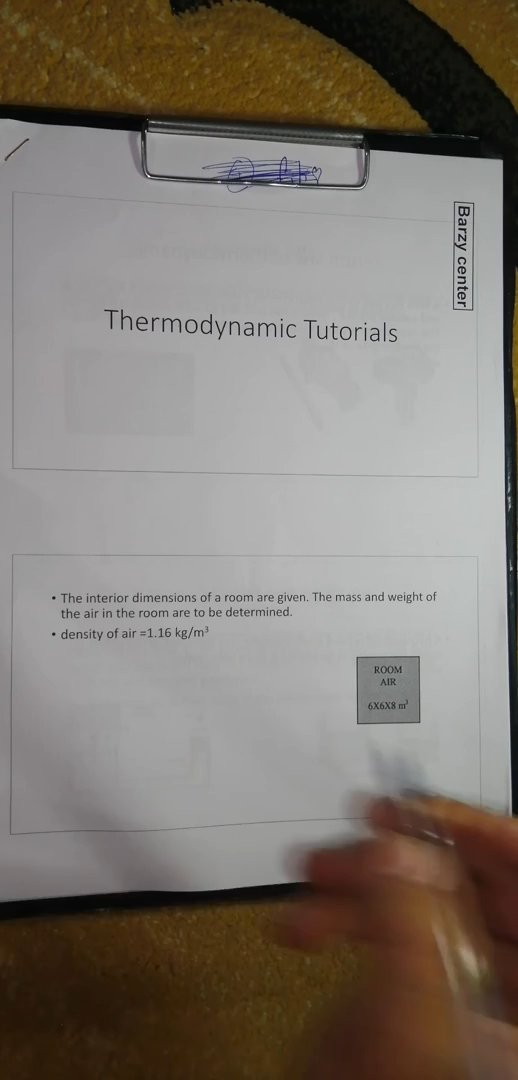 Barzy center
Thermodynamic Tutorials
• The interior dimensions of a room are given. The mass and weight of
the air in the room are to be determined.
• density of air =1.16 kg/m³
ROOM
AIR
6X6X8 m³